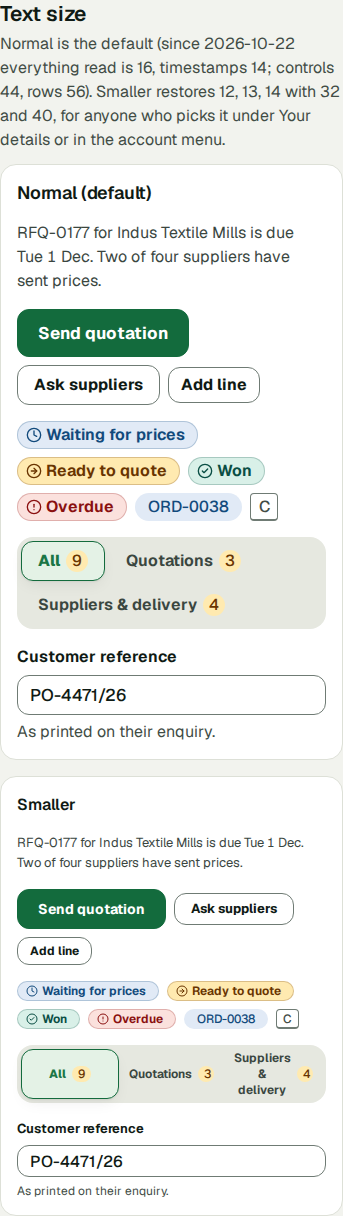 Text size
Normal is the default (since 2026-10-22
everything read is 16, timestamps 14; controls
44, rows 56). Smaller restores 12, 13, 14 with 32
and 40, for anyone who picks it under Your
details or in the account menu.
Normal (default)
RFQ-0177 for Indus Textile Mills is due
Tue 1 Dec. Two of four suppliers have
sent prices.
Send quotation
Ask suppliers Add line
Waiting for prices
Ready to quote Won
Overdue ORD-0038 C
All 9 Quotations 3
Suppliers & delivery 4
Customer reference
PO-4471/26
As printed on their enquiry.
Smaller
RFQ-0177 for Indus Textile Mills is due Tue 1 Dec.
Two of four suppliers have sent prices.
Send quotation Ask suppliers
Add line
Waiting for prices Ready to quote
Won Overdue ORD-0038 C
All 9 Quotations 3 Suppliers & delivery 4
Customer reference
PO-4471/26
As printed on their enquiry.